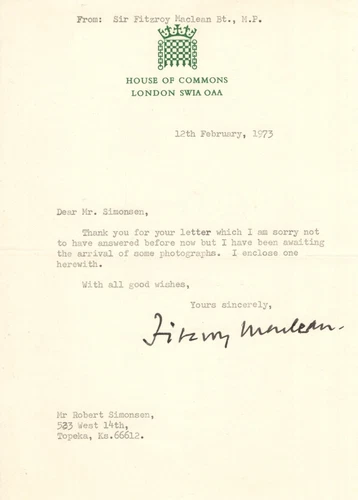 From: Sir Fitzroy Maclean Bt., M.P.
HOUSE OF COMMONS
LONDON SW1A OAA
12th February, 1973
Dear Mr. Simonsen,
Thank you for your letter which I am sorry not
to have answered before now but I have been awaiting
the arrival of some photographs. I enclose one
herewith.
With all good wishes,
Yours sincerely,
Fitzroy Maclean.
Mr Robert Simonsen,
533 West 14th,
Topeka, Ks.66612.